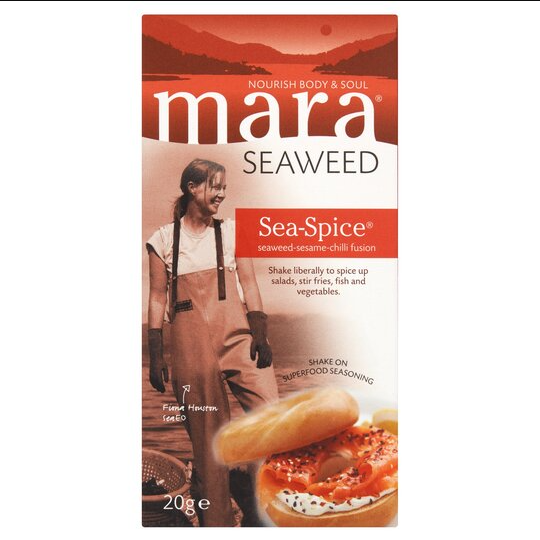 NOURISH BODY & SOUL
mara®
SEAWEED
Sea-Spice®
seaweed-sesame-chilli fusion
Shake liberally to spice up
salads, stir fries, fish and
vegetables.
SHAKE ON
SUPERFOOD SEASONING
Fiona Houston
SeaEO
20g e